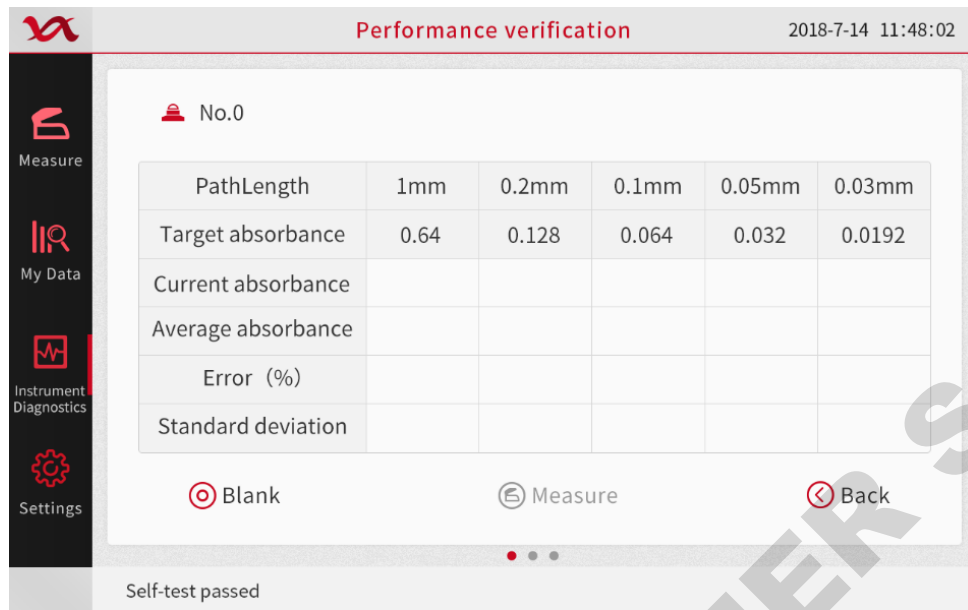 Performance verification 2018-7-14 11:48:02
Measure
My Data
Instrument
Diagnostics
Settings
No.0
PathLength 1mm 0.2mm 0.1mm 0.05mm 0.03mm
Target absorbance 0.64 0.128 0.064 0.032 0.0192
Current absorbance
Average absorbance
Error（%）
Standard deviation
Blank Measure Back
Self-test passed